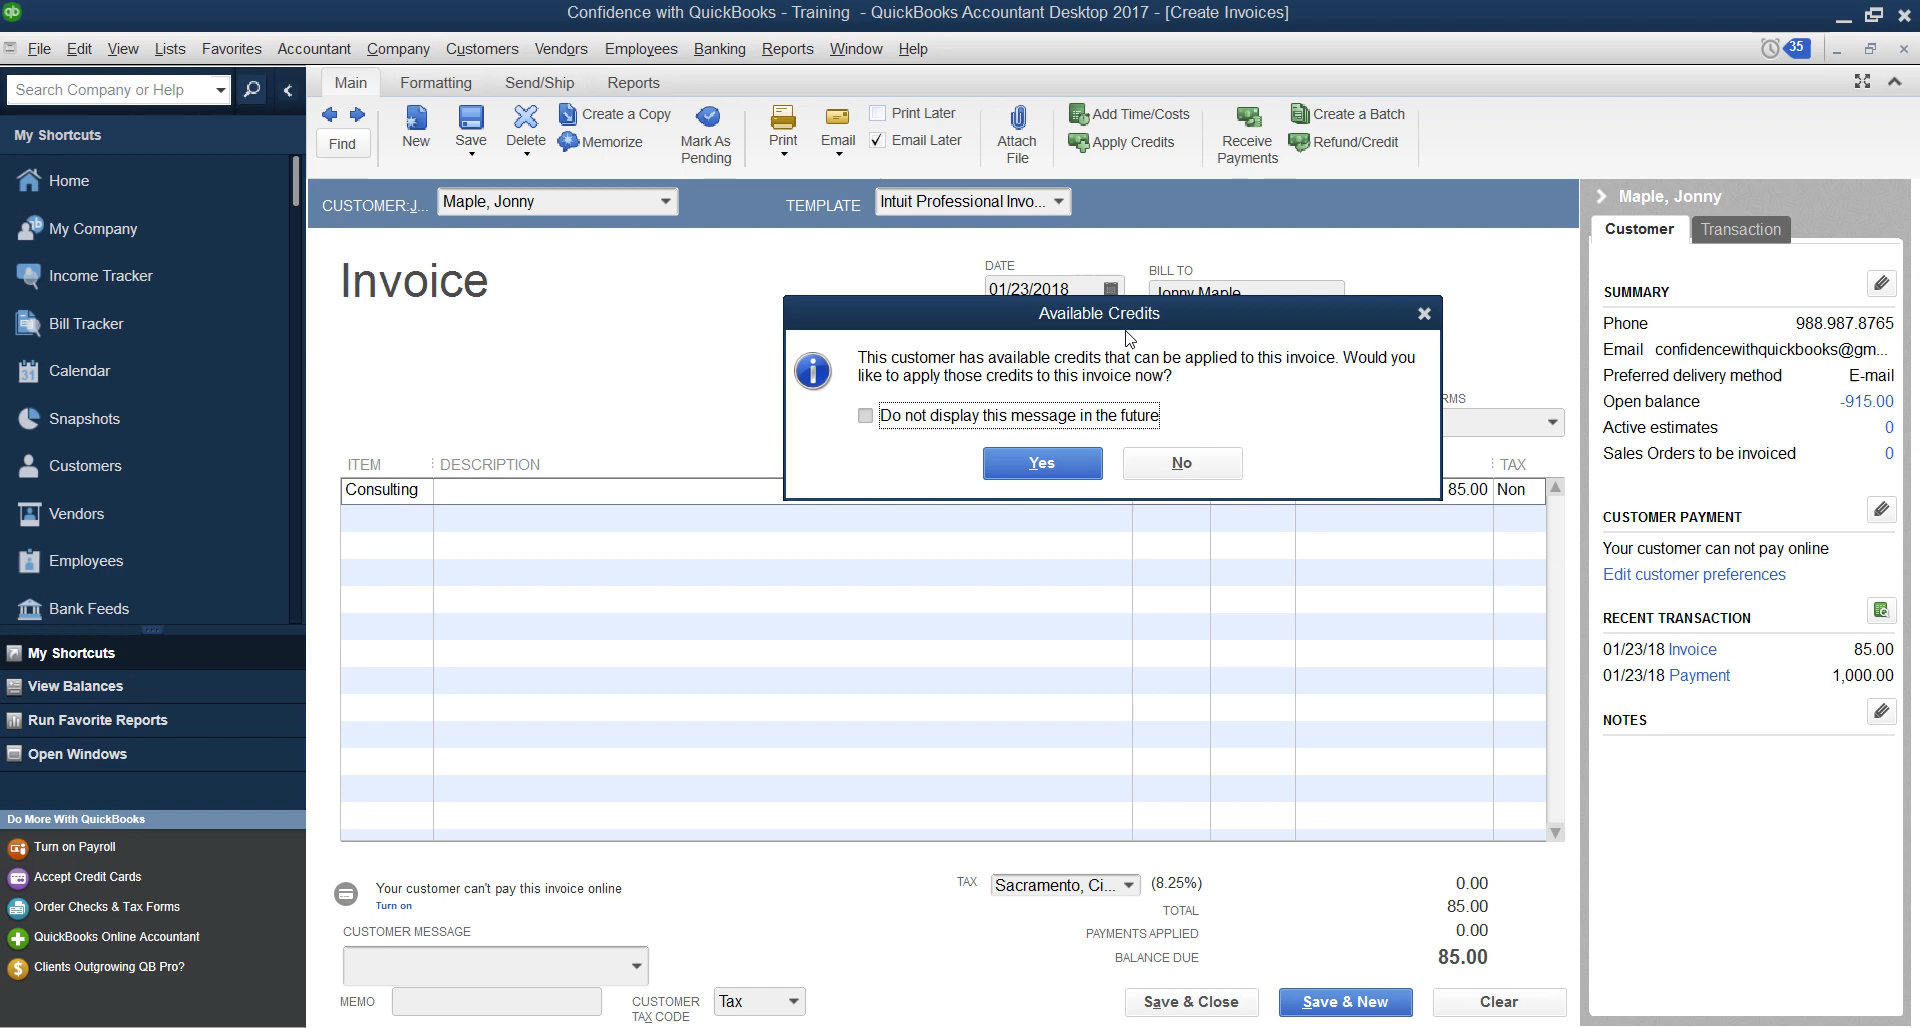 Confidence with QuickBooks - Training - QuickBooks Accountant Desktop 2017 - [Create Invoices]
File Edit View Lists Favorites Accountant Company Customers Vendors Employees Banking Reports Window Help
35
Search Company or Help
My Shortcuts
Home
My Company
Income Tracker
Bill Tracker
Calendar
Snapshots
Customers
Vendors
Employees
Bank Feeds
My Shortcuts
View Balances
Run Favorite Reports
Open Windows
Do More With QuickBooks
Turn on Payroll
Accept Credit Cards
Order Checks & Tax Forms
QuickBooks Online Accountant
Clients Outgrowing QB Pro?
Main Formatting Send/Ship Reports
Find
New
Save
Delete
Create a Copy
Memorize
Mark As
Pending
Print
Email
Print Later
Email Later
Attach
File
Add Time/Costs
Apply Credits
Receive
Payments
Create a Batch
Refund/Credit
CUSTOMER:J... Maple, Jonny TEMPLATE Intuit Professional Invo...
Invoice
DATE
01/23/2018
BILL TO
Jonny Maple
Available Credits
This customer has available credits that can be applied to this invoice. Would you
like to apply those credits to this invoice now?
Do not display this message in the future
Yes No
RMS
ITEM DESCRIPTION TAX
Consulting 85.00 Non
Your customer can't pay this invoice online
Turn on
CUSTOMER MESSAGE
MEMO
CUSTOMER
TAX CODE
Tax
TAX Sacramento, Ci... (8.25%) 0.00
TOTAL 85.00
PAYMENTS APPLIED 0.00
BALANCE DUE 85.00
Save & Close Save & New Clear
Maple, Jonny
Customer Transaction
SUMMARY
Phone 988.987.8765
Email confidencewithquickbooks@gm...
Preferred delivery method E-mail
Open balance -915.00
Active estimates 0
Sales Orders to be invoiced 0
CUSTOMER PAYMENT
Your customer can not pay online
Edit customer preferences
RECENT TRANSACTION
01/23/18 Invoice 85.00
01/23/18 Payment 1,000.00
NOTES